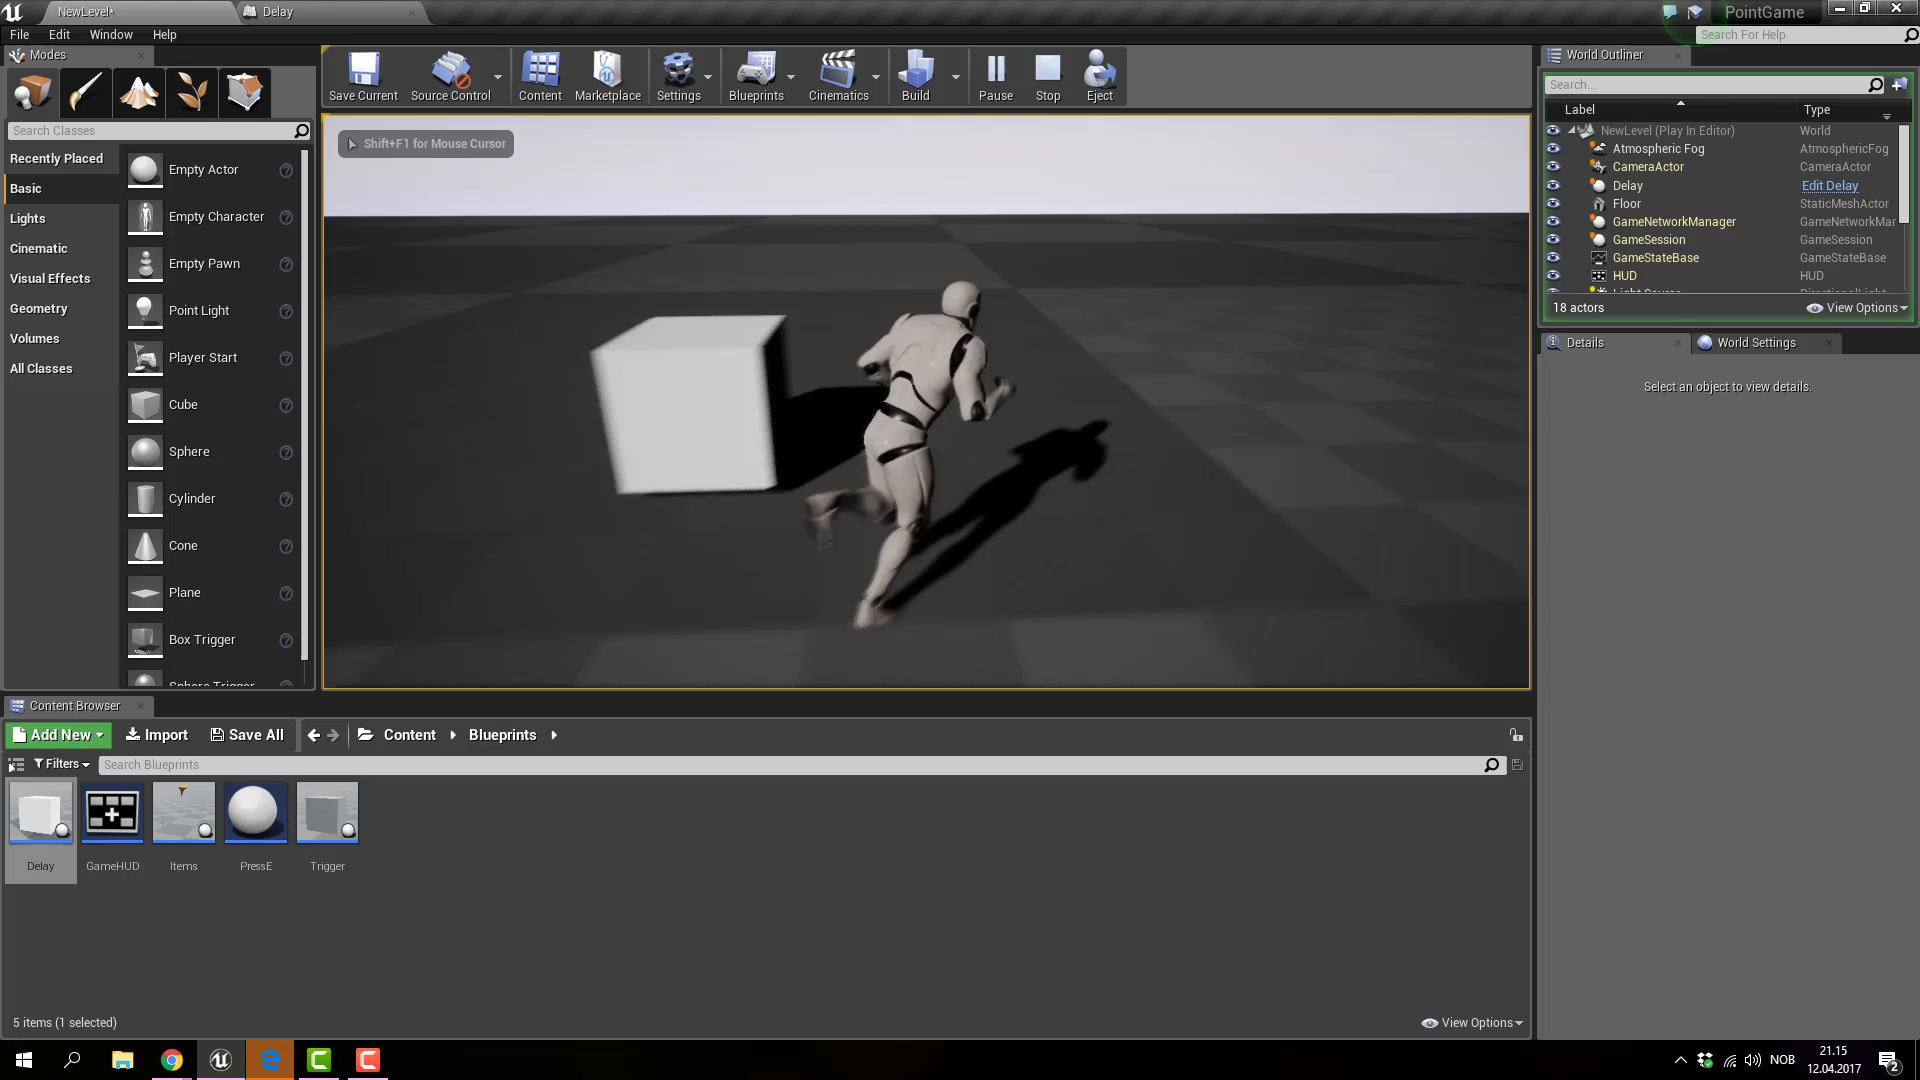 NewLevel*
Delay
PointGame
File
Edit
Window
Help
Search For Help
Modes
Search Classes
Recently Placed
Basic
Lights
Cinematic
Visual Effects
Geometry
Volumes
All Classes
Empty Actor
Empty Character
Empty Pawn
Point Light
Player Start
Cube
Sphere
Cylinder
Cone
Plane
Box Trigger
Sphere Trigger
Save Current
Source Control
Content
Marketplace
Settings
Blueprints
Cinematics
Build
Pause
Stop
Eject
Shift+F1 for Mouse Cursor
World Outliner
Search...
Label
Type
NewLevel (Play In Editor)
World
Atmospheric Fog
AtmosphericFog
CameraActor
CameraActor
Delay
Edit Delay
Floor
StaticMeshActor
GameNetworkManager
GameNetworkMar
GameSession
GameSession
GameStateBase
GameStateBase
HUD
HUD
Light Source
DirectionalLight
18 actors
View Options
Details
World Settings
Select an object to view details.
Content Browser
Add New
Import
Save All
Content
Blueprints
Filters
Search Blueprints
Delay
GameHUD
Items
PressE
Trigger
5 items (1 selected)
View Options
NOB
21.15
12.04.2017
2